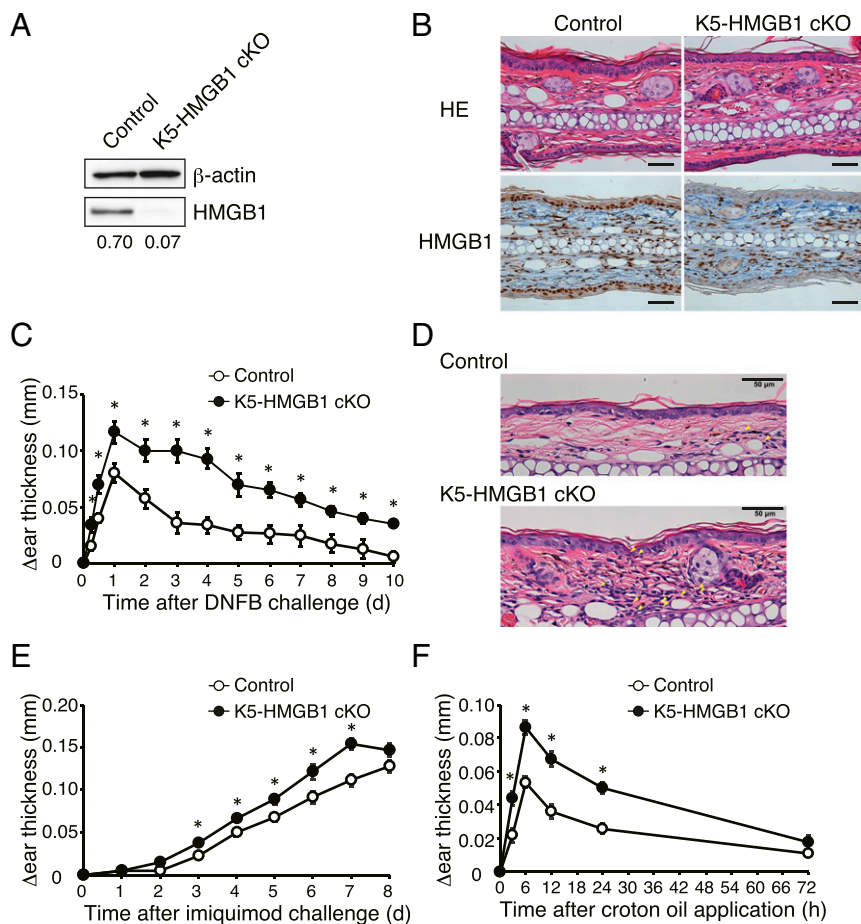 A
Control
K5-HMGB1 cKO
β-actin
HMGB1
0.70 0.07
B
Control K5-HMGB1 cKO
HE
HMGB1
C
Control
K5-HMGB1 cKO
Δear thickness (mm)
0.15
0.10
0.05
0
* * * * * * * * * * * *
0 1 2 3 4 5 6 7 8 9 10
Time after DNFB challenge (d)
D
Control
50 μm
K5-HMGB1 cKO
50 μm
E
Control
K5-HMGB1 cKO
Δear thickness (mm)
0.20
0.15
0.10
0.05
0
* * * * *
0 1 2 3 4 5 6 7 8
Time after imiquimod challenge (d)
F
Control
K5-HMGB1 cKO
Δear thickness (mm)
0.10
0.08
0.06
0.04
0.02
0
* * * *
0 6 12 24 36 48 54 60 66 72
Time after croton oil application (h)